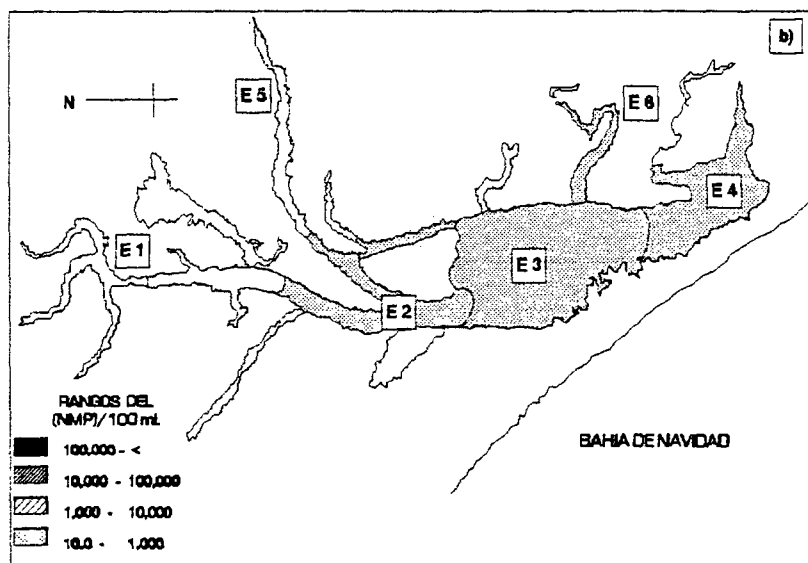 b)
E 5
N
E 6
E 4
E 1
E 3
E 2
RANGOS DEL
(NMP)/100 ml.
BAHIA DE NAVIDAD
100,000 - <
10,000 - 100,000
1,000 - 10,000
10.0 - 1,000